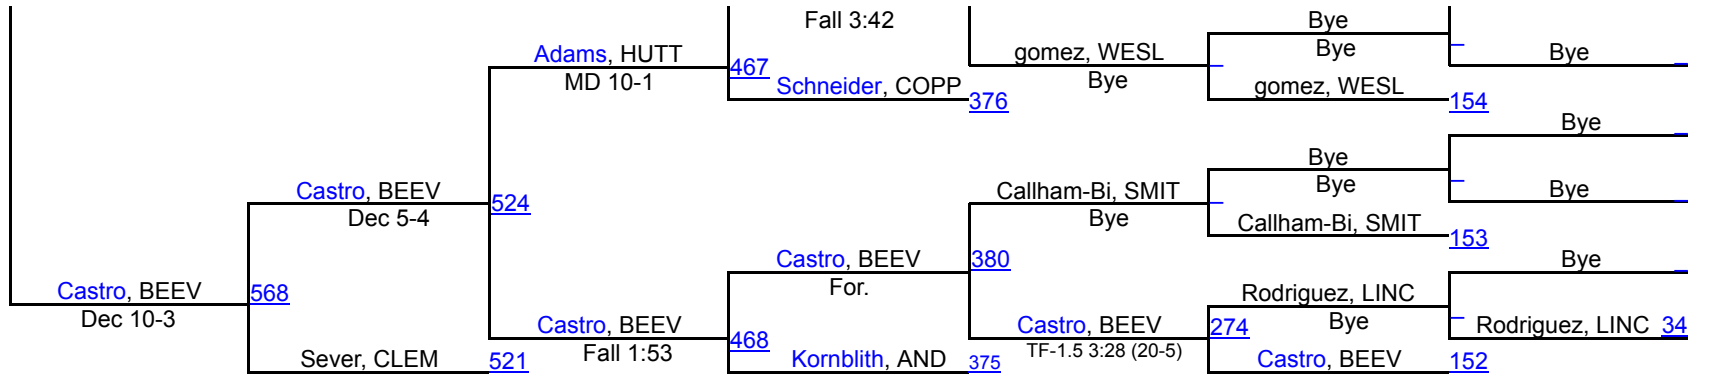 Fall 3:42
Bye
Bye
Bye
gomez, WESL
Bye
gomez, WESL
154
Adams, HUTT
MD 10-1
467
Schneider, COPP
376
Bye
Bye
Bye
Bye
Callham-Bi, SMIT
Bye
Callham-Bi, SMIT
153
Castro, BEEV
Dec 5-4
524
Castro, BEEV
For.
380
Bye
Castro, BEEV
Dec 10-3
568
Rodriguez, LINC
Bye
Rodriguez, LINC 34
Castro, BEEV
Fall 1:53
468
Castro, BEEV
TF-1.5 3:28 (20-5)
274
Sever, CLEM
521
Kornblith, AND
375
Castro, BEEV
152